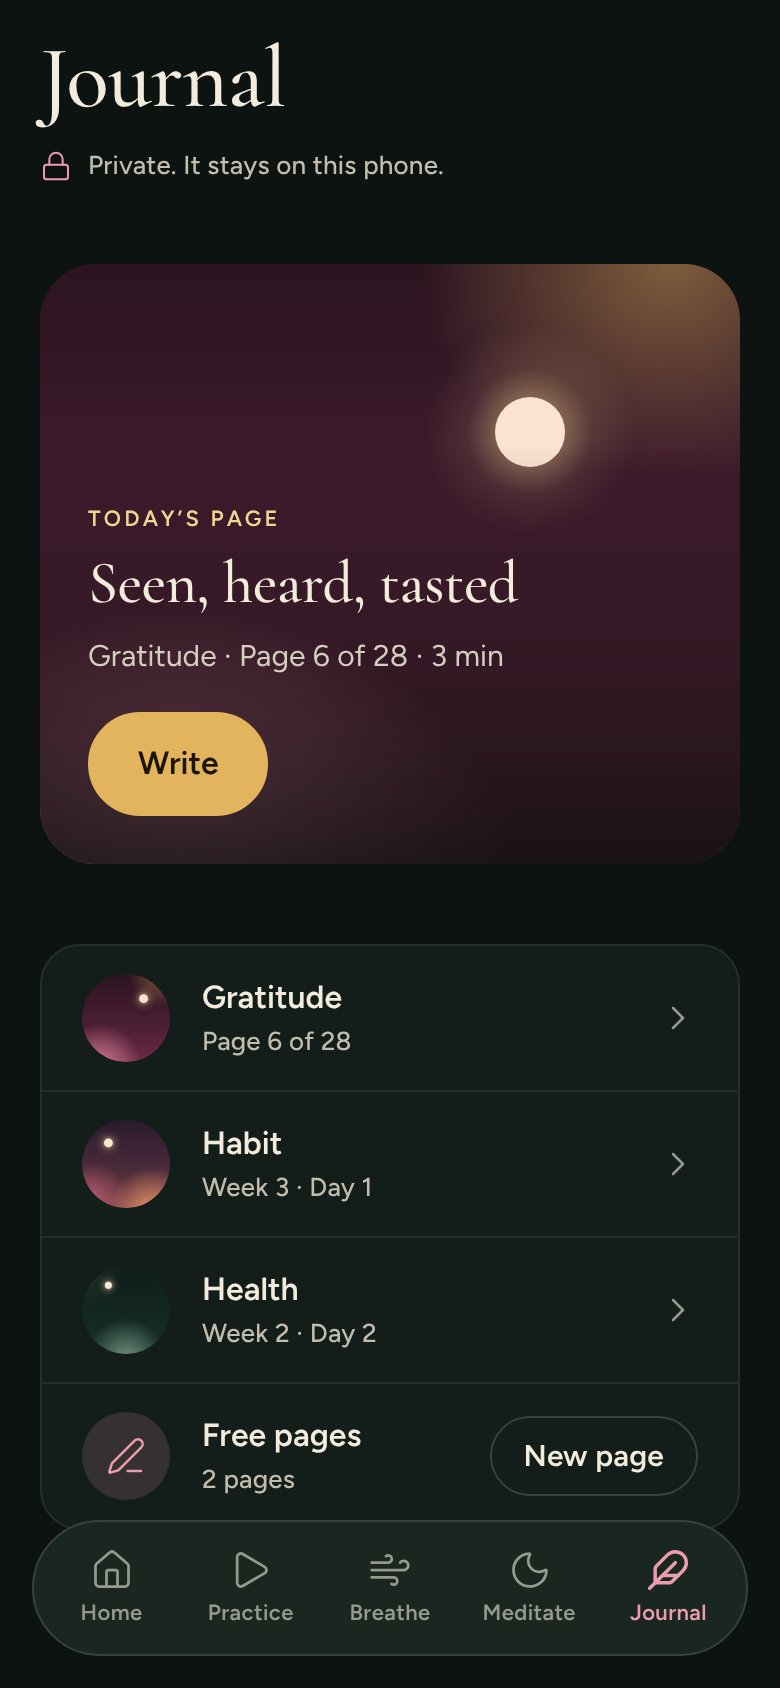 Journal
Private. It stays on this phone.
TODAY’S PAGE
Seen, heard, tasted
Gratitude · Page 6 of 28 · 3 min
Write
Gratitude
Page 6 of 28
Habit
Week 3 · Day 1
Health
Week 2 · Day 2
Free pages
2 pages
New page
Home
Practice
Breathe
Meditate
Journal